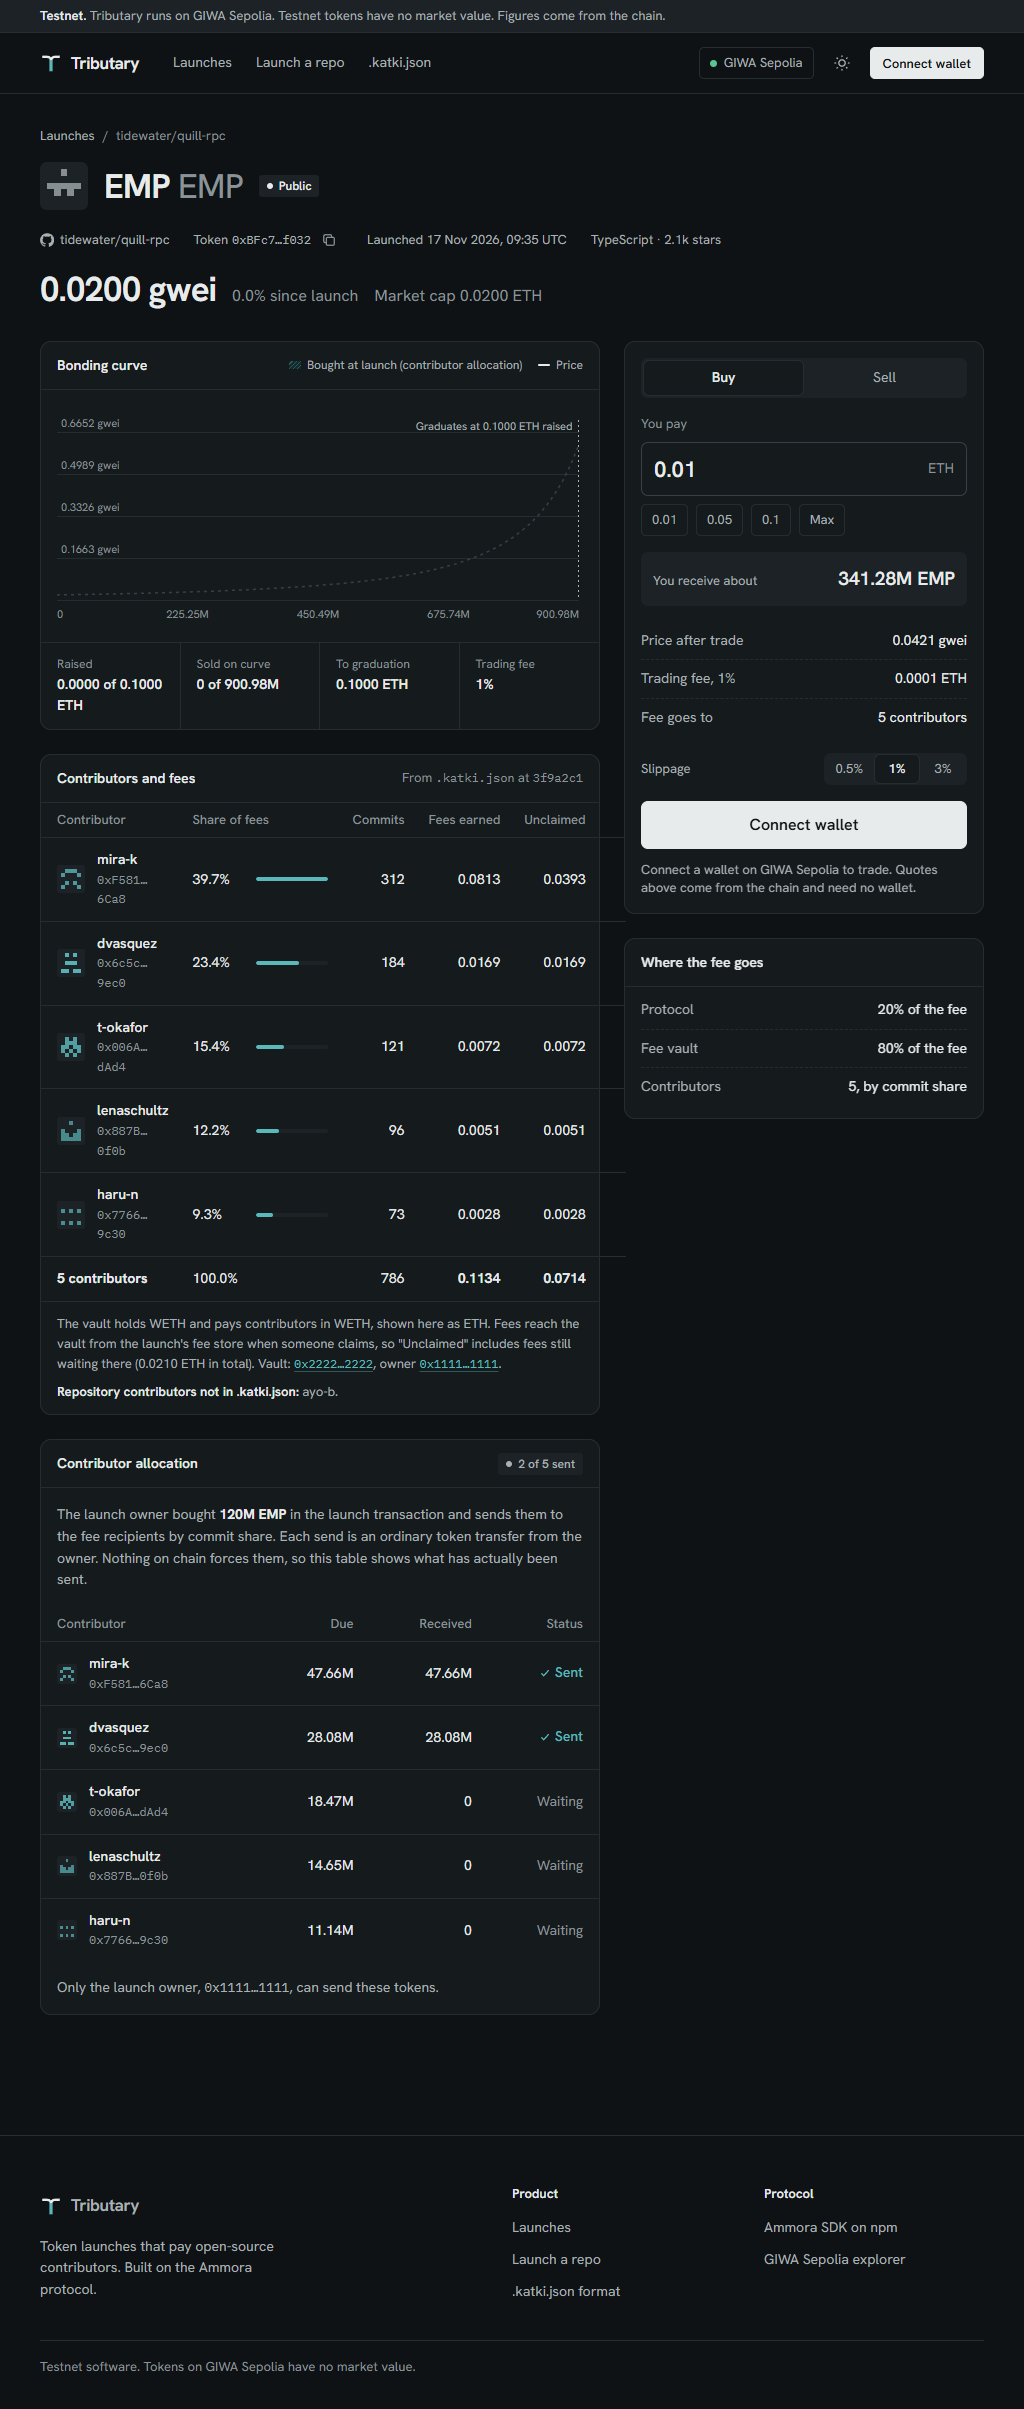 Testnet. Tributary runs on GIWA Sepolia. Testnet tokens have no market value. Figures come from the chain.
Tributary
Launches
Launch a repo
.katki.json
GIWA Sepolia
Connect wallet
Launches / tidewater/quill-rpc
EMP EMP
Public
tidewater/quill-rpc
Token 0xBFc7…f032
Launched 17 Nov 2026, 09:35 UTC
TypeScript · 2.1k stars
0.0200 gwei
0.0% since launch
Market cap 0.0200 ETH
Bonding curve
Bought at launch (contributor allocation)
Price
0.6652 gwei
Graduates at 0.1000 ETH raised
0.4989 gwei
0.3326 gwei
0.1663 gwei
0
225.25M
450.49M
675.74M
900.98M
Raised
0.0000 of 0.1000
ETH
Sold on curve
0 of 900.98M
To graduation
0.1000 ETH
Trading fee
1%
Buy
Sell
You pay
0.01
ETH
0.01
0.05
0.1
Max
You receive about
341.28M EMP
Price after trade
0.0421 gwei
Trading fee, 1%
0.0001 ETH
Fee goes to
5 contributors
Slippage
0.5%
1%
3%
Connect wallet
Connect a wallet on GIWA Sepolia to trade. Quotes
above come from the chain and need no wallet.
Where the fee goes
Protocol
20% of the fee
Fee vault
80% of the fee
Contributors
5, by commit share
Contributors and fees
From .katki.json at 3f9a2c1
Contributor
Share of fees
Commits
Fees earned
Unclaimed
mira-k
0xF581…
6Ca8
39.7%
312
0.0813
0.0393
dvasquez
0x6c5c…
9ec0
23.4%
184
0.0169
0.0169
t-okafor
0x006A…
dAd4
15.4%
121
0.0072
0.0072
lenaschultz
0x887B…
0f0b
12.2%
96
0.0051
0.0051
haru-n
0x7766…
9c30
9.3%
73
0.0028
0.0028
5 contributors
100.0%
786
0.1134
0.0714
The vault holds WETH and pays contributors in WETH, shown here as ETH. Fees reach the
vault from the launch's fee store when someone claims, so "Unclaimed" includes fees still
waiting there (0.0210 ETH in total). Vault: 0x2222…2222, owner 0x1111…1111.
Repository contributors not in .katki.json: ayo-b.
Contributor allocation
2 of 5 sent
The launch owner bought 120M EMP in the launch transaction and sends them to
the fee recipients by commit share. Each send is an ordinary token transfer from the
owner. Nothing on chain forces them, so this table shows what has actually been
sent.
Contributor
Due
Received
Status
mira-k
0xF581…6Ca8
47.66M
47.66M
Sent
dvasquez
0x6c5c…9ec0
28.08M
28.08M
Sent
t-okafor
0x006A…dAd4
18.47M
0
Waiting
lenaschultz
0x887B…0f0b
14.65M
0
Waiting
haru-n
0x7766…9c30
11.14M
0
Waiting
Only the launch owner, 0x1111…1111, can send these tokens.
Tributary
Token launches that pay open-source
contributors. Built on the Ammora
protocol.
Product
Launches
Launch a repo
.katki.json format
Protocol
Ammora SDK on npm
GIWA Sepolia explorer
Testnet software. Tokens on GIWA Sepolia have no market value.